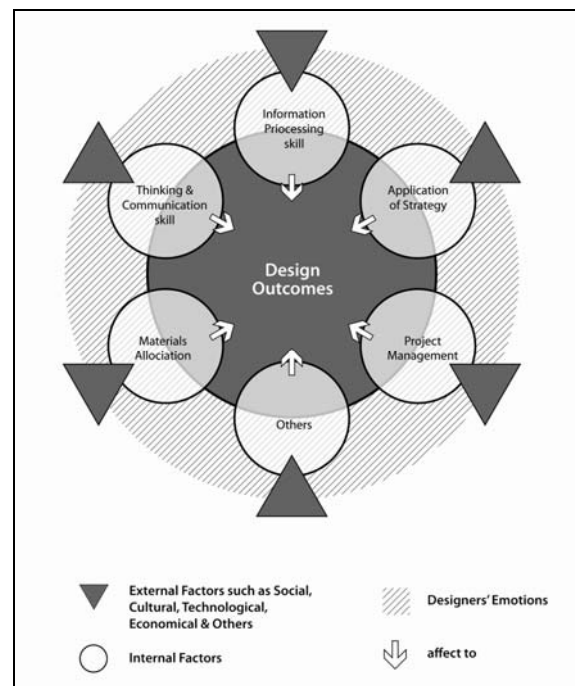 Information
Priocessing
skill
Thinking &
Communication
skill
Application
of Strategy
Design
Outcomes
Materials
Allociation
Project
Management
Others
External Factors such as Social,
Cultural, Technological,
Economical & Others
Designers' Emotions
Internal Factors
affect to